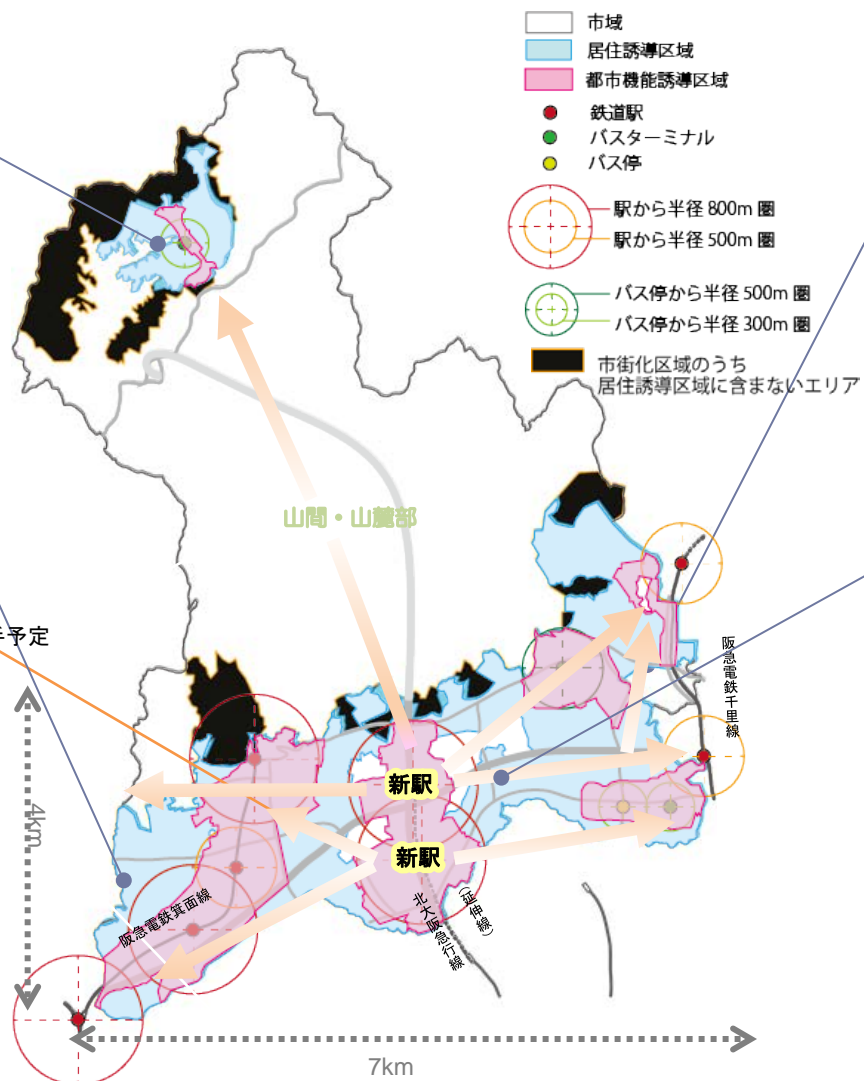 市域
居住誘導区域
都市機能誘導区域
鉄道駅
バスターミナル
バス停
駅から半径 800m 圏
駅から半径 500m 圏
バス停から半径 500m 圏
バス停から半径 300m 圏
市街化区域のうち
居住誘導区域に含まないエリア
山間・山麓部
手予定
阪急電鉄千里線
新駅
4km
新駅
阪急電鉄箕面線
北大阪急行線
(延伸線)
7km